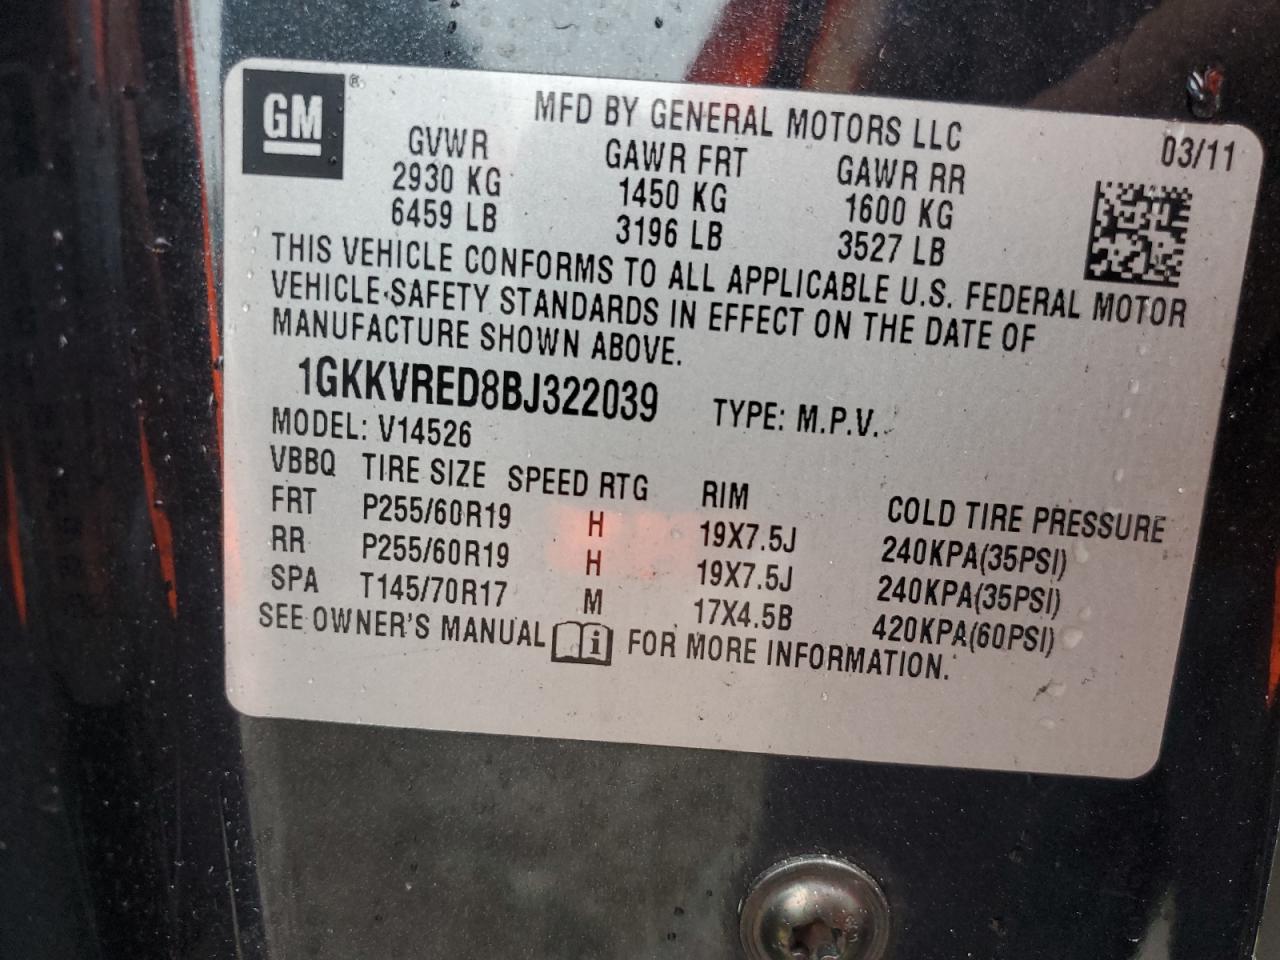 GM ®
MFD BY GENERAL MOTORS LLC
03/11
GVWR GAWR FRT GAWR RR
2930 KG 1450 KG 1600 KG
6459 LB 3196 LB 3527 LB
THIS VEHICLE CONFORMS TO ALL APPLICABLE U.S. FEDERAL MOTOR
VEHICLE SAFETY STANDARDS IN EFFECT ON THE DATE OF
MANUFACTURE SHOWN ABOVE.
1GKKVRED8BJ322039 TYPE: M.P.V.
MODEL: V14526
VBBQ TIRE SIZE SPEED RTG RIM COLD TIRE PRESSURE
FRT P255/60R19 H 19X7.5J 240KPA(35PSI)
RR P255/60R19 H 19X7.5J 240KPA(35PSI)
SPA T145/70R17 M 17X4.5B 420KPA(60PSI)
SEE OWNER'S MANUAL i FOR MORE INFORMATION.